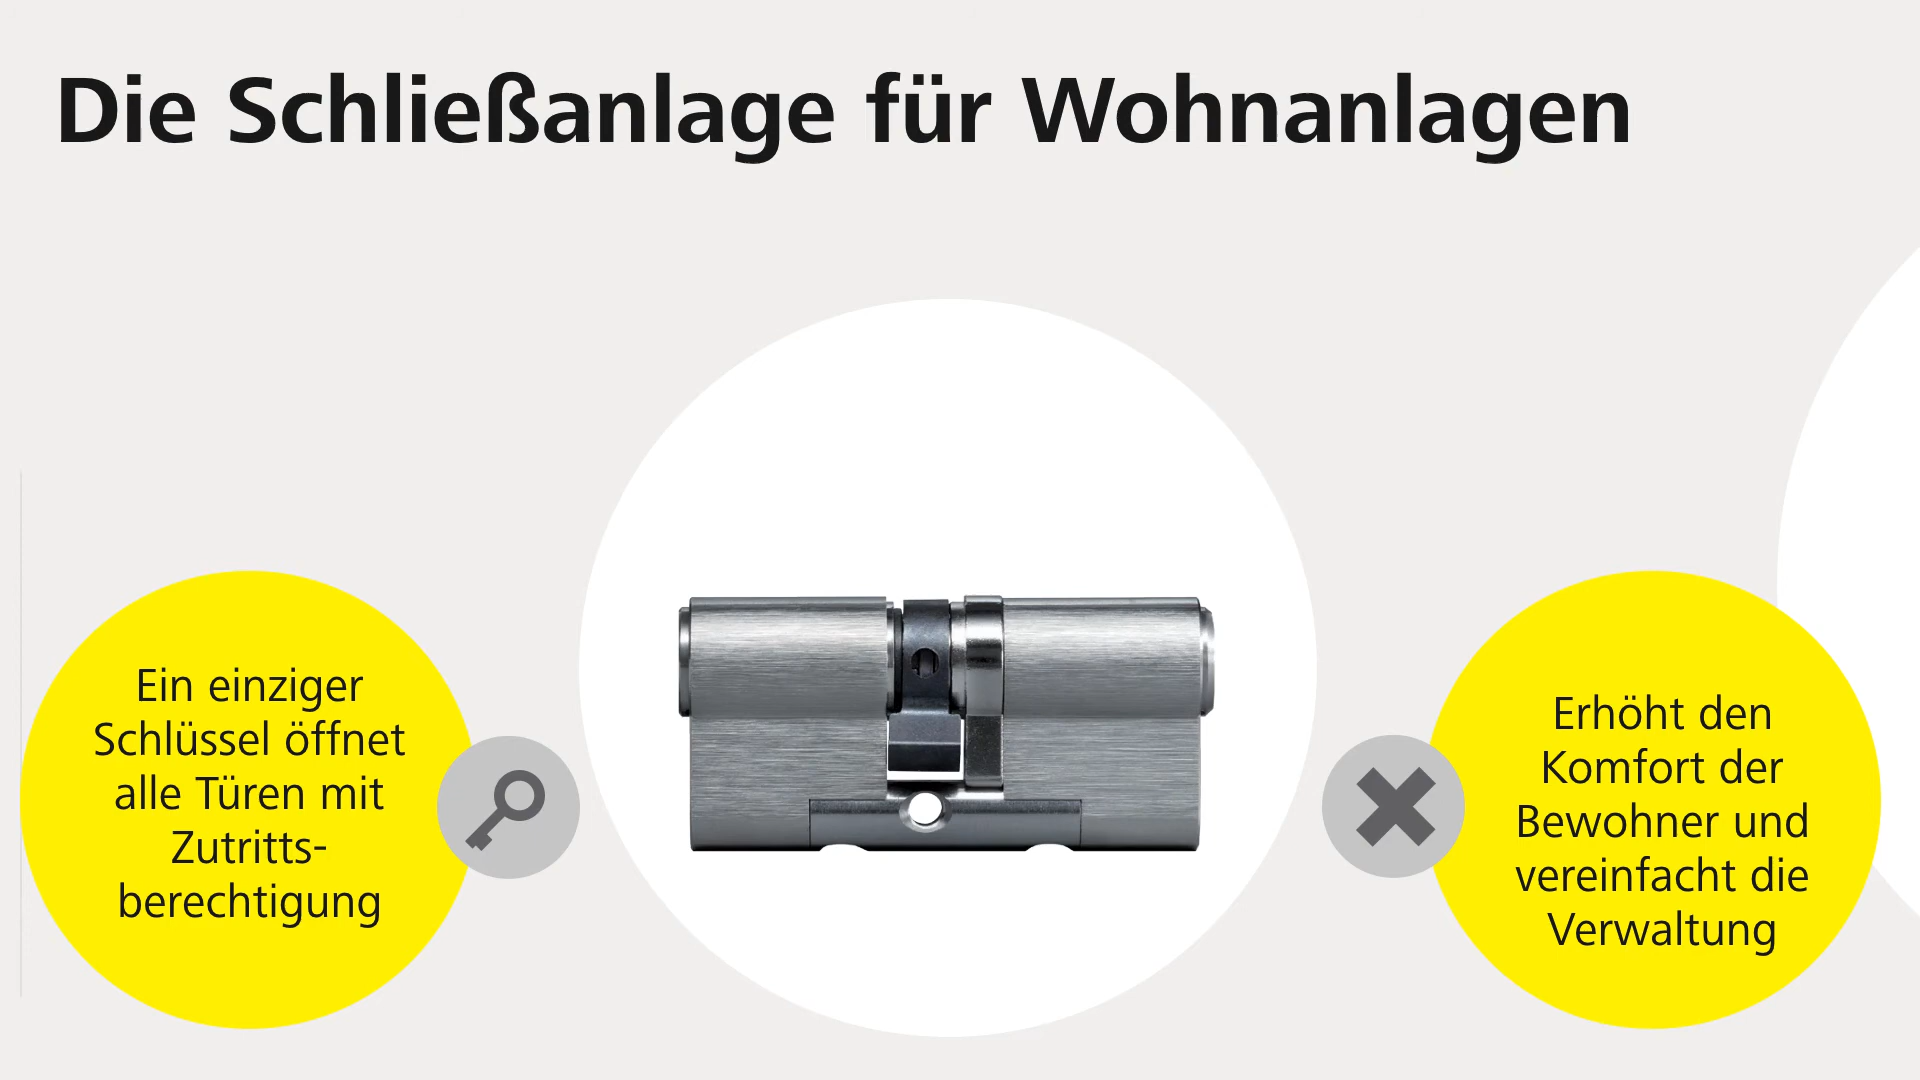 Die Schließanlage für Wohnanlagen
Ein einziger
Schlüssel öffnet
alle Türen mit
Zutritts-
berechtigung
Erhöht den
Komfort der
Bewohner und
vereinfacht die
Verwaltung